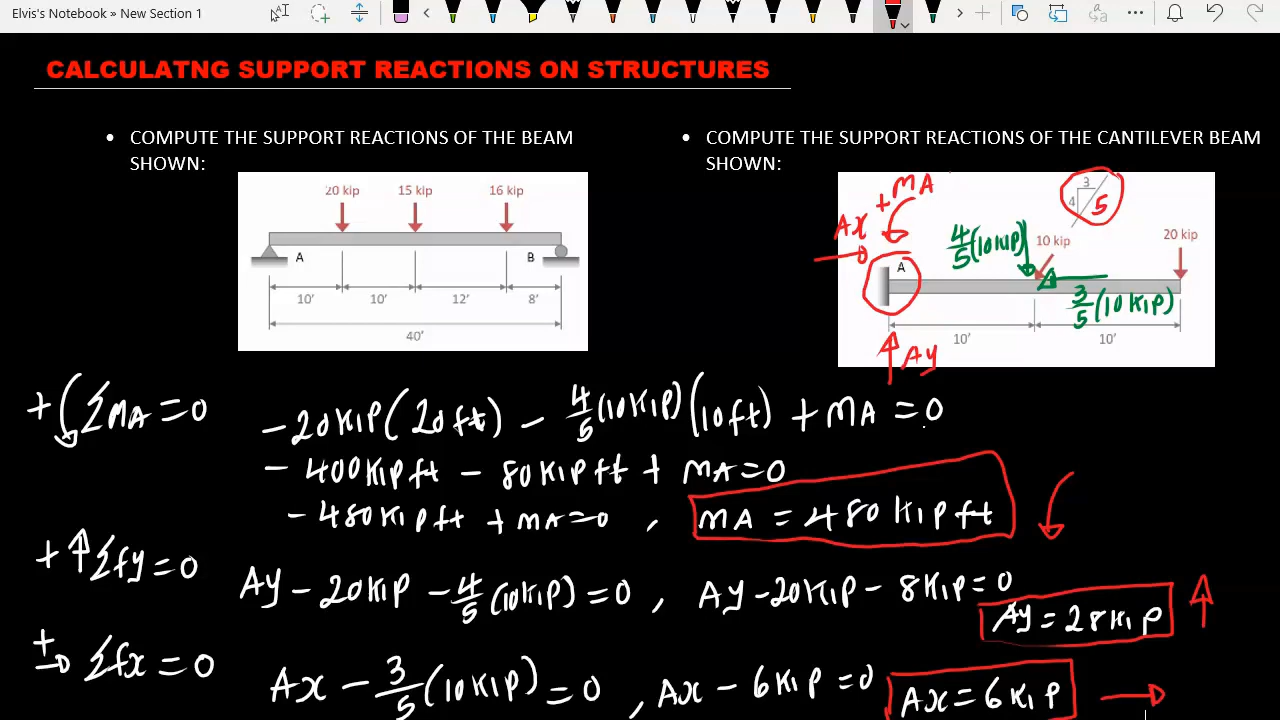 Elvis's Notebook » New Section 1
CALCULATNG SUPPORT REACTIONS ON STRUCTURES
• COMPUTE THE SUPPORT REACTIONS OF THE BEAM
SHOWN:
20 kip 15 kip 16 kip
A B
10' 10' 12' 8'
40'
• COMPUTE THE SUPPORT REACTIONS OF THE CANTILEVER BEAM
SHOWN:
+ MA
3
4 5
Ax
4/5 (10KIP)
10 kip
20 kip
A
3/5 (10KIP)
10' 10'
Ay
+ ΣMA = 0
-20KIP(20ft) - 4/5(10KIP)(10ft) + MA = 0
- 400KIPft - 80KIPft + MA = 0
- 480KIPft + MA = 0 , MA = 480KIPft
+ ↑ Σfy = 0
Ay - 20KIP - 4/5(10KIP) = 0 , Ay - 20KIP - 8KIP = 0
Ay = 28KIP ↑
+ → Σfx = 0
Ax - 3/5(10KIP) = 0 , Ax - 6KIP = 0 Ax = 6KIP →